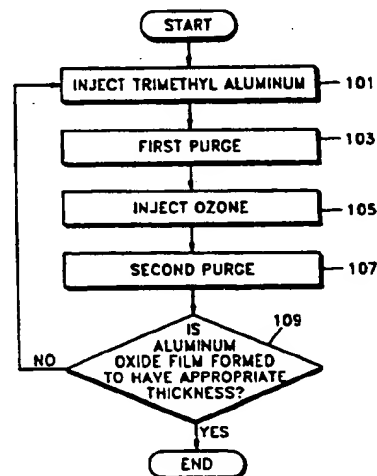 START
INJECT TRIMETHYL ALUMINUM
101
FIRST PURGE
103
INJECT OZONE
105
SECOND PURGE
107
109
IS
ALUMINUM
OXIDE FILM FORMED
TO HAVE APPROPRIATE
THICKNESS?
NO
YES
END